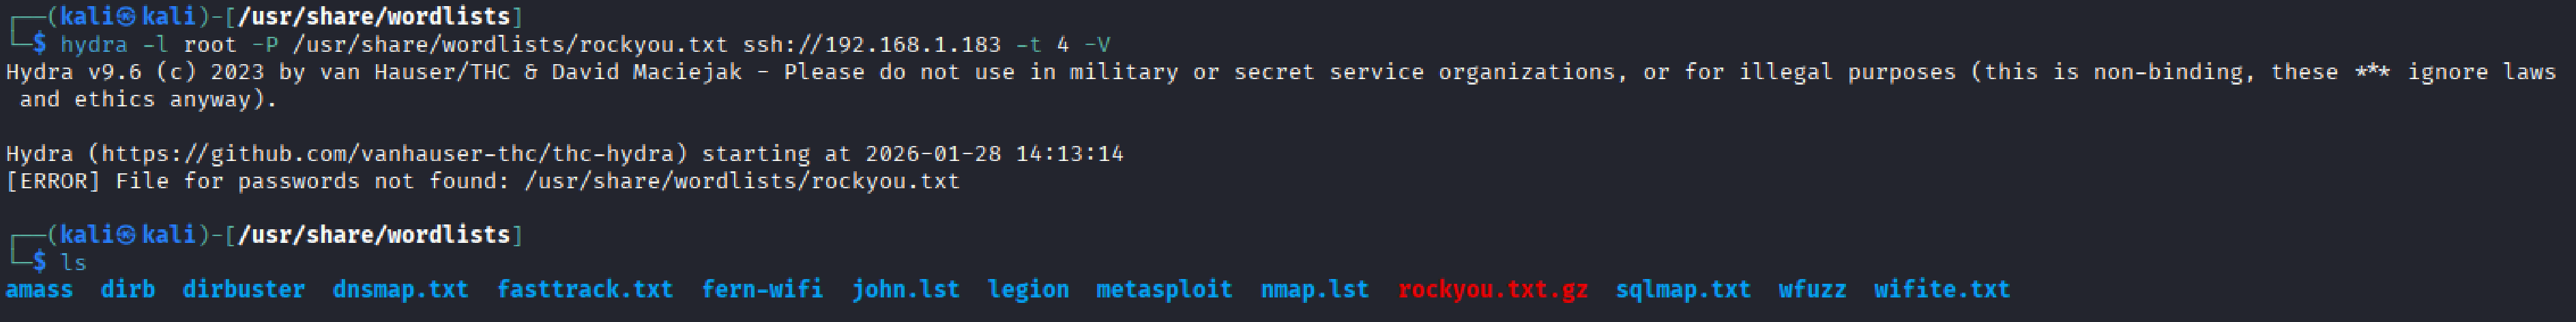 ┌──(kali㉿kali)-[/usr/share/wordlists]
└─$ hydra -l root -P /usr/share/wordlists/rockyou.txt ssh://192.168.1.183 -t 4 -V
Hydra v9.6 (c) 2023 by van Hauser/THC & David Maciejak - Please do not use in military or secret service organizations, or for illegal purposes (this is non-binding, these *** ignore laws
 and ethics anyway).
Hydra (https://github.com/vanhauser-thc/thc-hydra) starting at 2026-01-28 14:13:14
[ERROR] File for passwords not found: /usr/share/wordlists/rockyou.txt
┌──(kali㉿kali)-[/usr/share/wordlists]
└─$ ls
amass  dirb  dirbuster  dnsmap.txt  fasttrack.txt  fern-wifi  john.lst  legion  metasploit  nmap.lst  rockyou.txt.gz  sqlmap.txt  wfuzz  wifite.txt